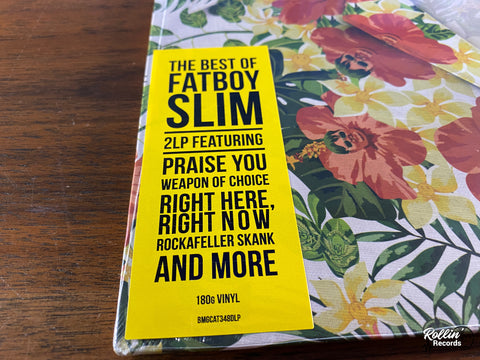 THE BEST OF
FATBOY
SLIM
2LP FEATURING
PRAISE YOU
WEAPON OF CHOICE
RIGHT HERE,
RIGHT NOW
ROCKAFELLER SKANK
AND MORE
180G VINYL
BMGCAT348DLP
Rollin'
Records